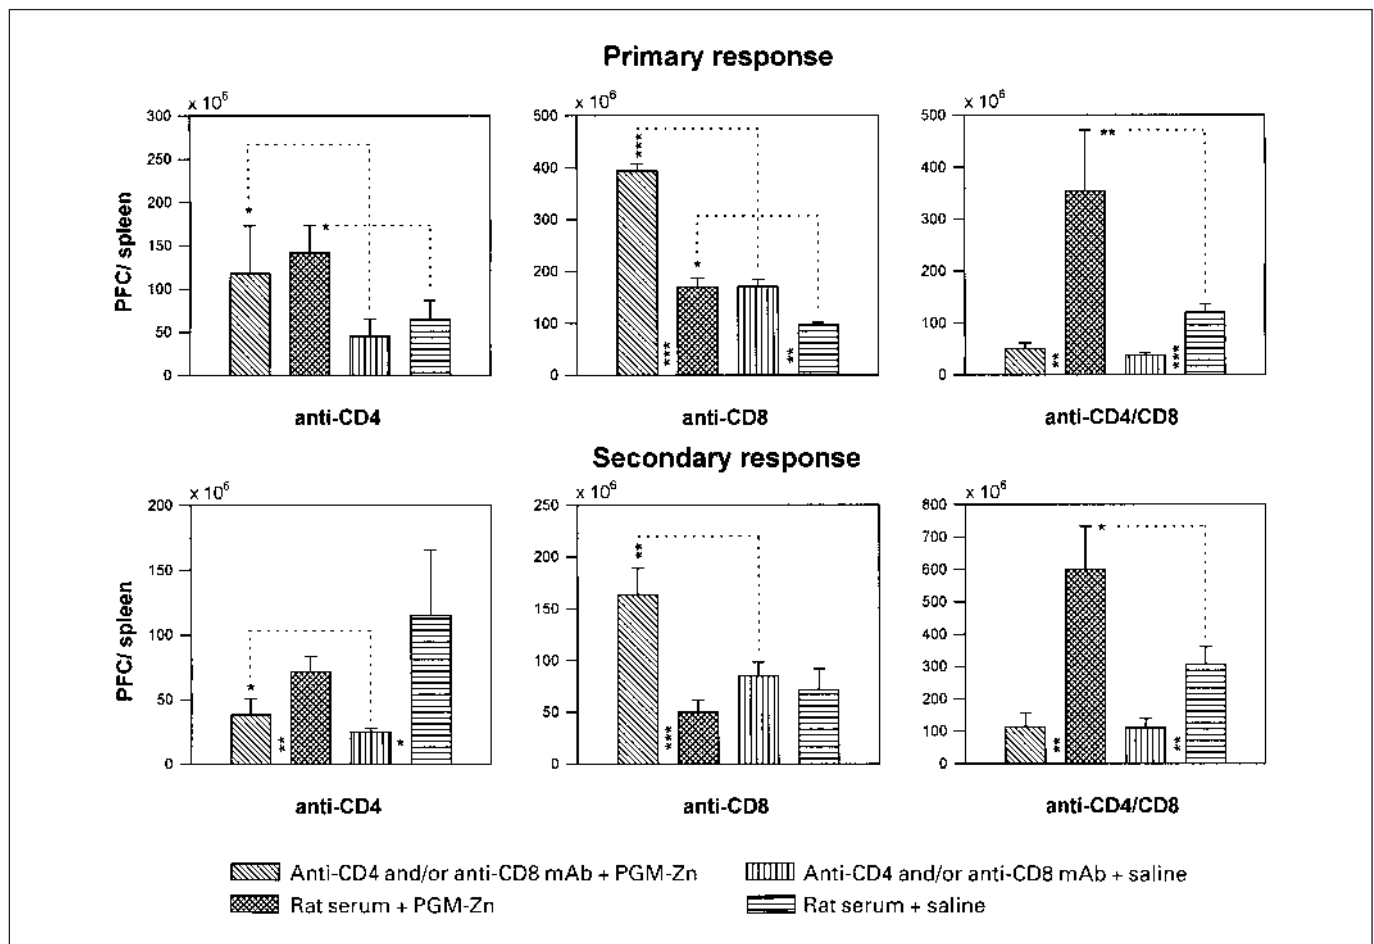 Primary response
x 10⁶ x 10⁶ x 10⁶
300 500 500
250 400 400
200 300 300
150 200 200
100 100 100
50 0 0
0
PFC/ spleen
* * *** *** * ** ** ** ***
anti-CD4 anti-CD8 anti-CD4/CD8
Secondary response
x 10⁶ x 10⁶ x 10⁶
200 250 800
150 200 700
100 150 600
50 100 500
0 50 400
0 300
200
100
0
PFC/ spleen
* ** * ** *** ** * **
anti-CD4 anti-CD8 anti-CD4/CD8
Anti-CD4 and/or anti-CD8 mAb + PGM-Zn
Anti-CD4 and/or anti-CD8 mAb + saline
Rat serum + PGM-Zn
Rat serum + saline